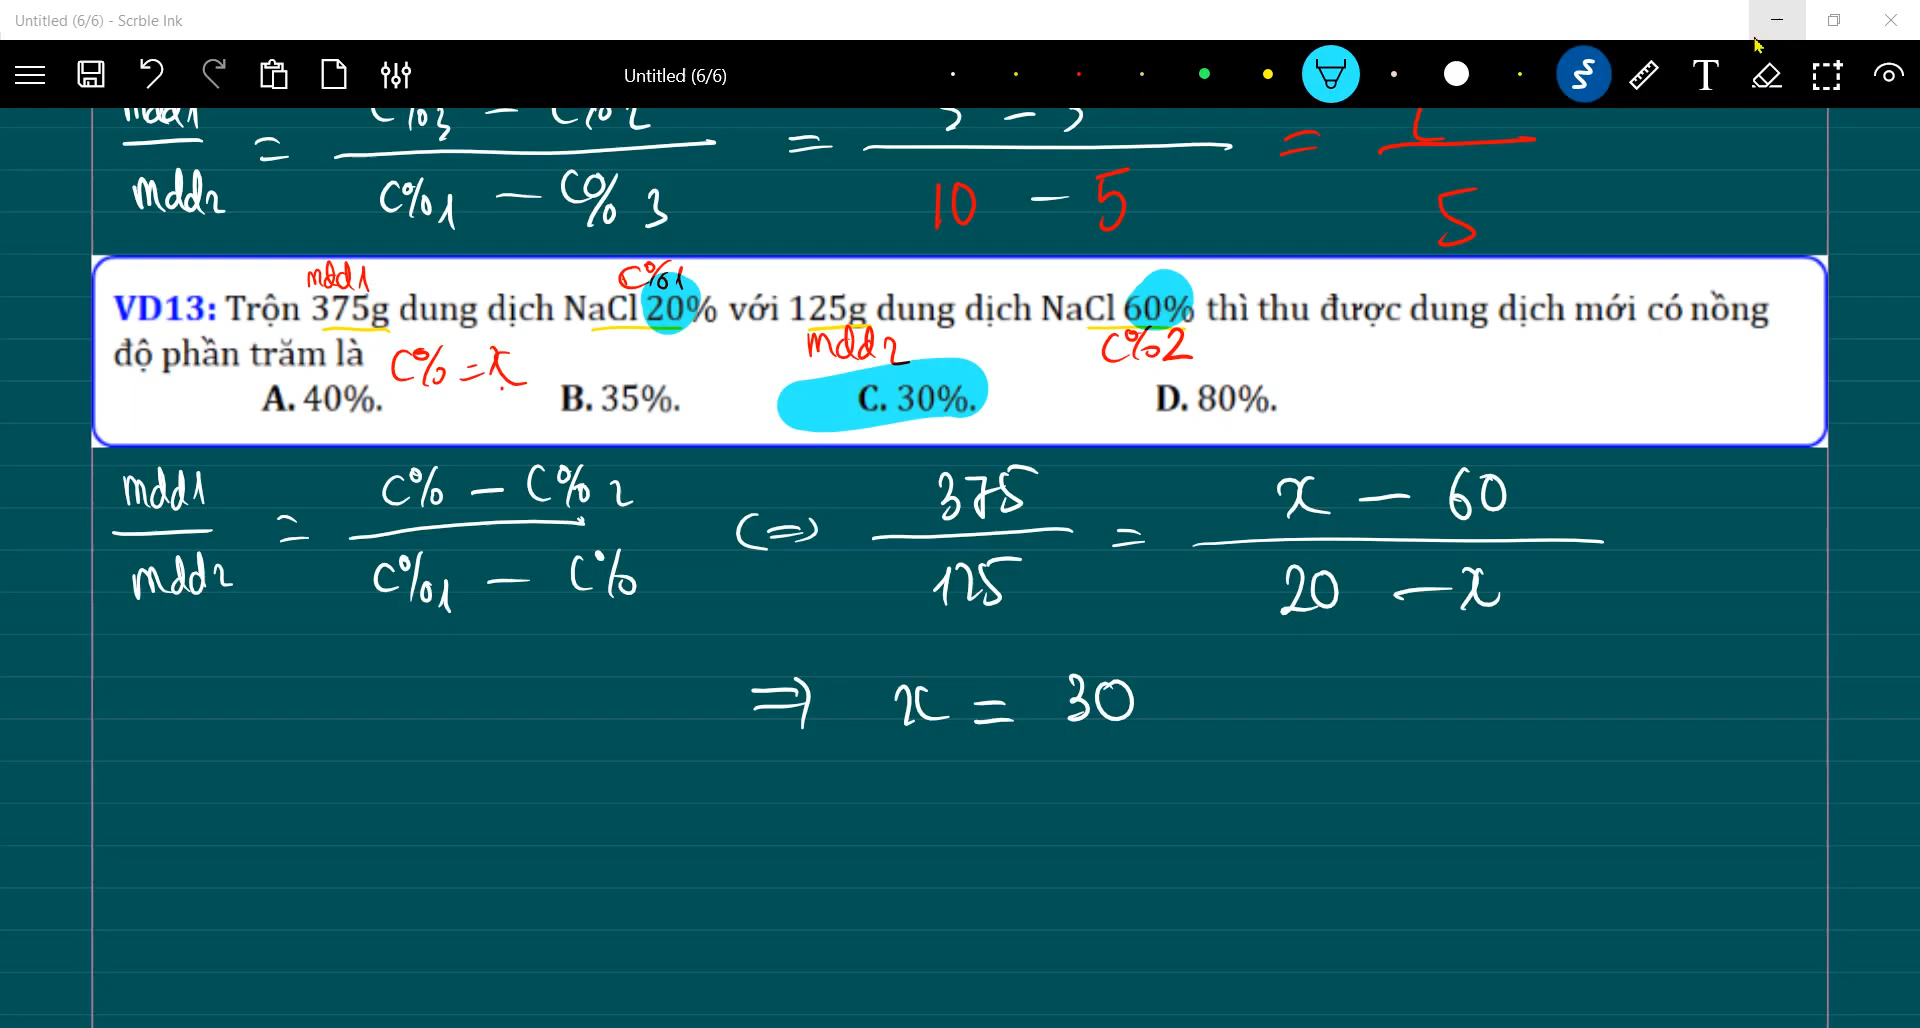 Untitled (6/6) - Scrble Ink
Untitled (6/6)
T
mdd1 = C%3 - C%2 =
mdd2 C%1 - C%3 10 - 5 = 5
mdd1 C%1
VD13: Trộn 375g dung dịch NaCl 20% với 125g dung dịch NaCl 60% thì thu được dung dịch mới có nồng
mdd2 C%2
độ phần trăm là C% = x
A. 40%. B. 35%. C. 30%. D. 80%.
mdd1 = C% - C%2 <=> 375 = x - 60
mdd2 C%1 - C% 125 20 - x
=> x = 30